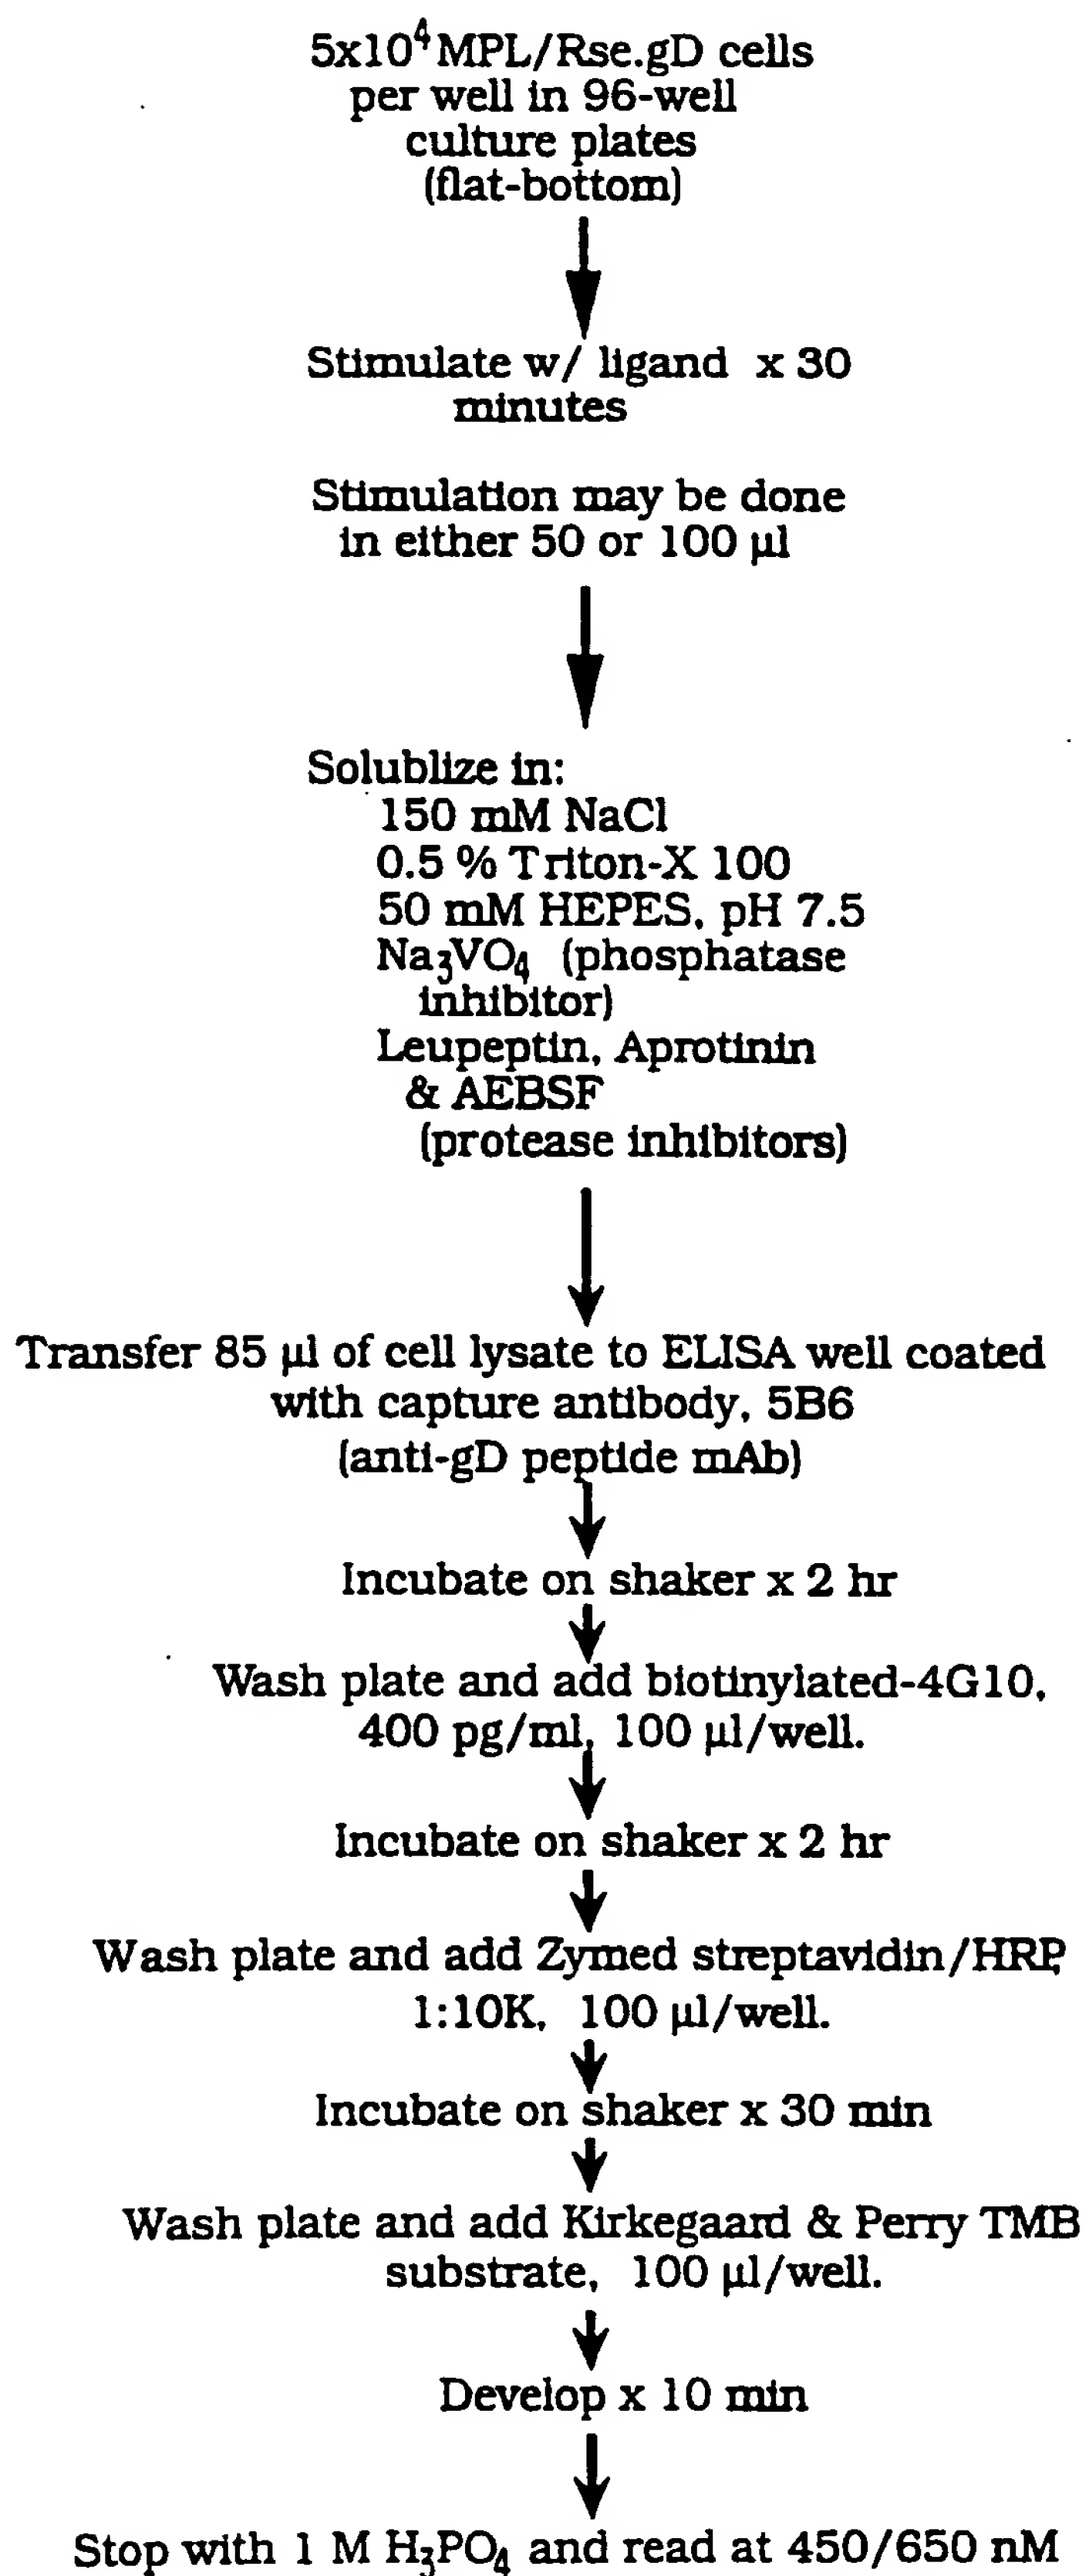 5x10⁴ MPL/Rse.gD cells
per well in 96-well
culture plates
(flat-bottom)
Stimulate w/ ligand x 30
minutes
Stimulation may be done
in either 50 or 100 µl
Solublize in:
150 mM NaCl
0.5 % Triton-X 100
50 mM HEPES, pH 7.5
Na₃VO₄ (phosphatase
inhibitor)
Leupeptin, Aprotinin
& AEBSF
(protease inhibitors)
Transfer 85 µl of cell lysate to ELISA well coated
with capture antibody, 5B6
(anti-gD peptide mAb)
Incubate on shaker x 2 hr
Wash plate and add biotinylated-4G10,
400 pg/ml, 100 µl/well.
Incubate on shaker x 2 hr
Wash plate and add Zymed streptavidin/HRP,
1:10K, 100 µl/well.
Incubate on shaker x 30 min
Wash plate and add Kirkegaard & Perry TMB
substrate, 100 µl/well.
Develop x 10 min
Stop with 1 M H₃PO₄ and read at 450/650 nM